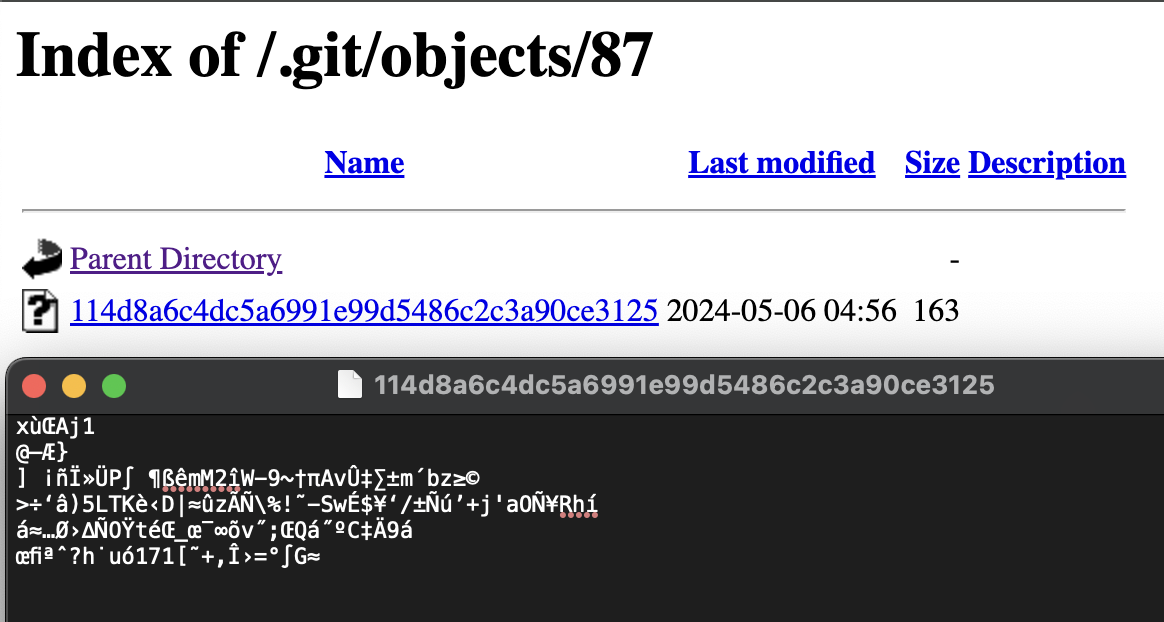 Index of /.git/objects/87
Name Last modified Size Description
Parent Directory -
114d8a6c4dc5a6991e99d5486c2c3a90ce3125 2024-05-06 04:56 163
114d8a6c4dc5a6991e99d5486c2c3a90ce3125
xùŒAj1
@—Æ}
] ¡ñÏ»ÜP∫ ¶ßêmM2îW–9~†πAvÛ‡∑±m´bz≥©
>÷‘â)5LTKè‹D|≈ûzÃÑ\%!˜–SwÉ$¥‘/±Ñú’+j'aOÑ¥Rhí
á≈…Ø›∆ÑOŸtéŒ_œ¯∞õv˝;ŒQá˝ºC‡Ä9á
œﬁªˆ?h˙uó171[˜+‚Î›=°∫G≈